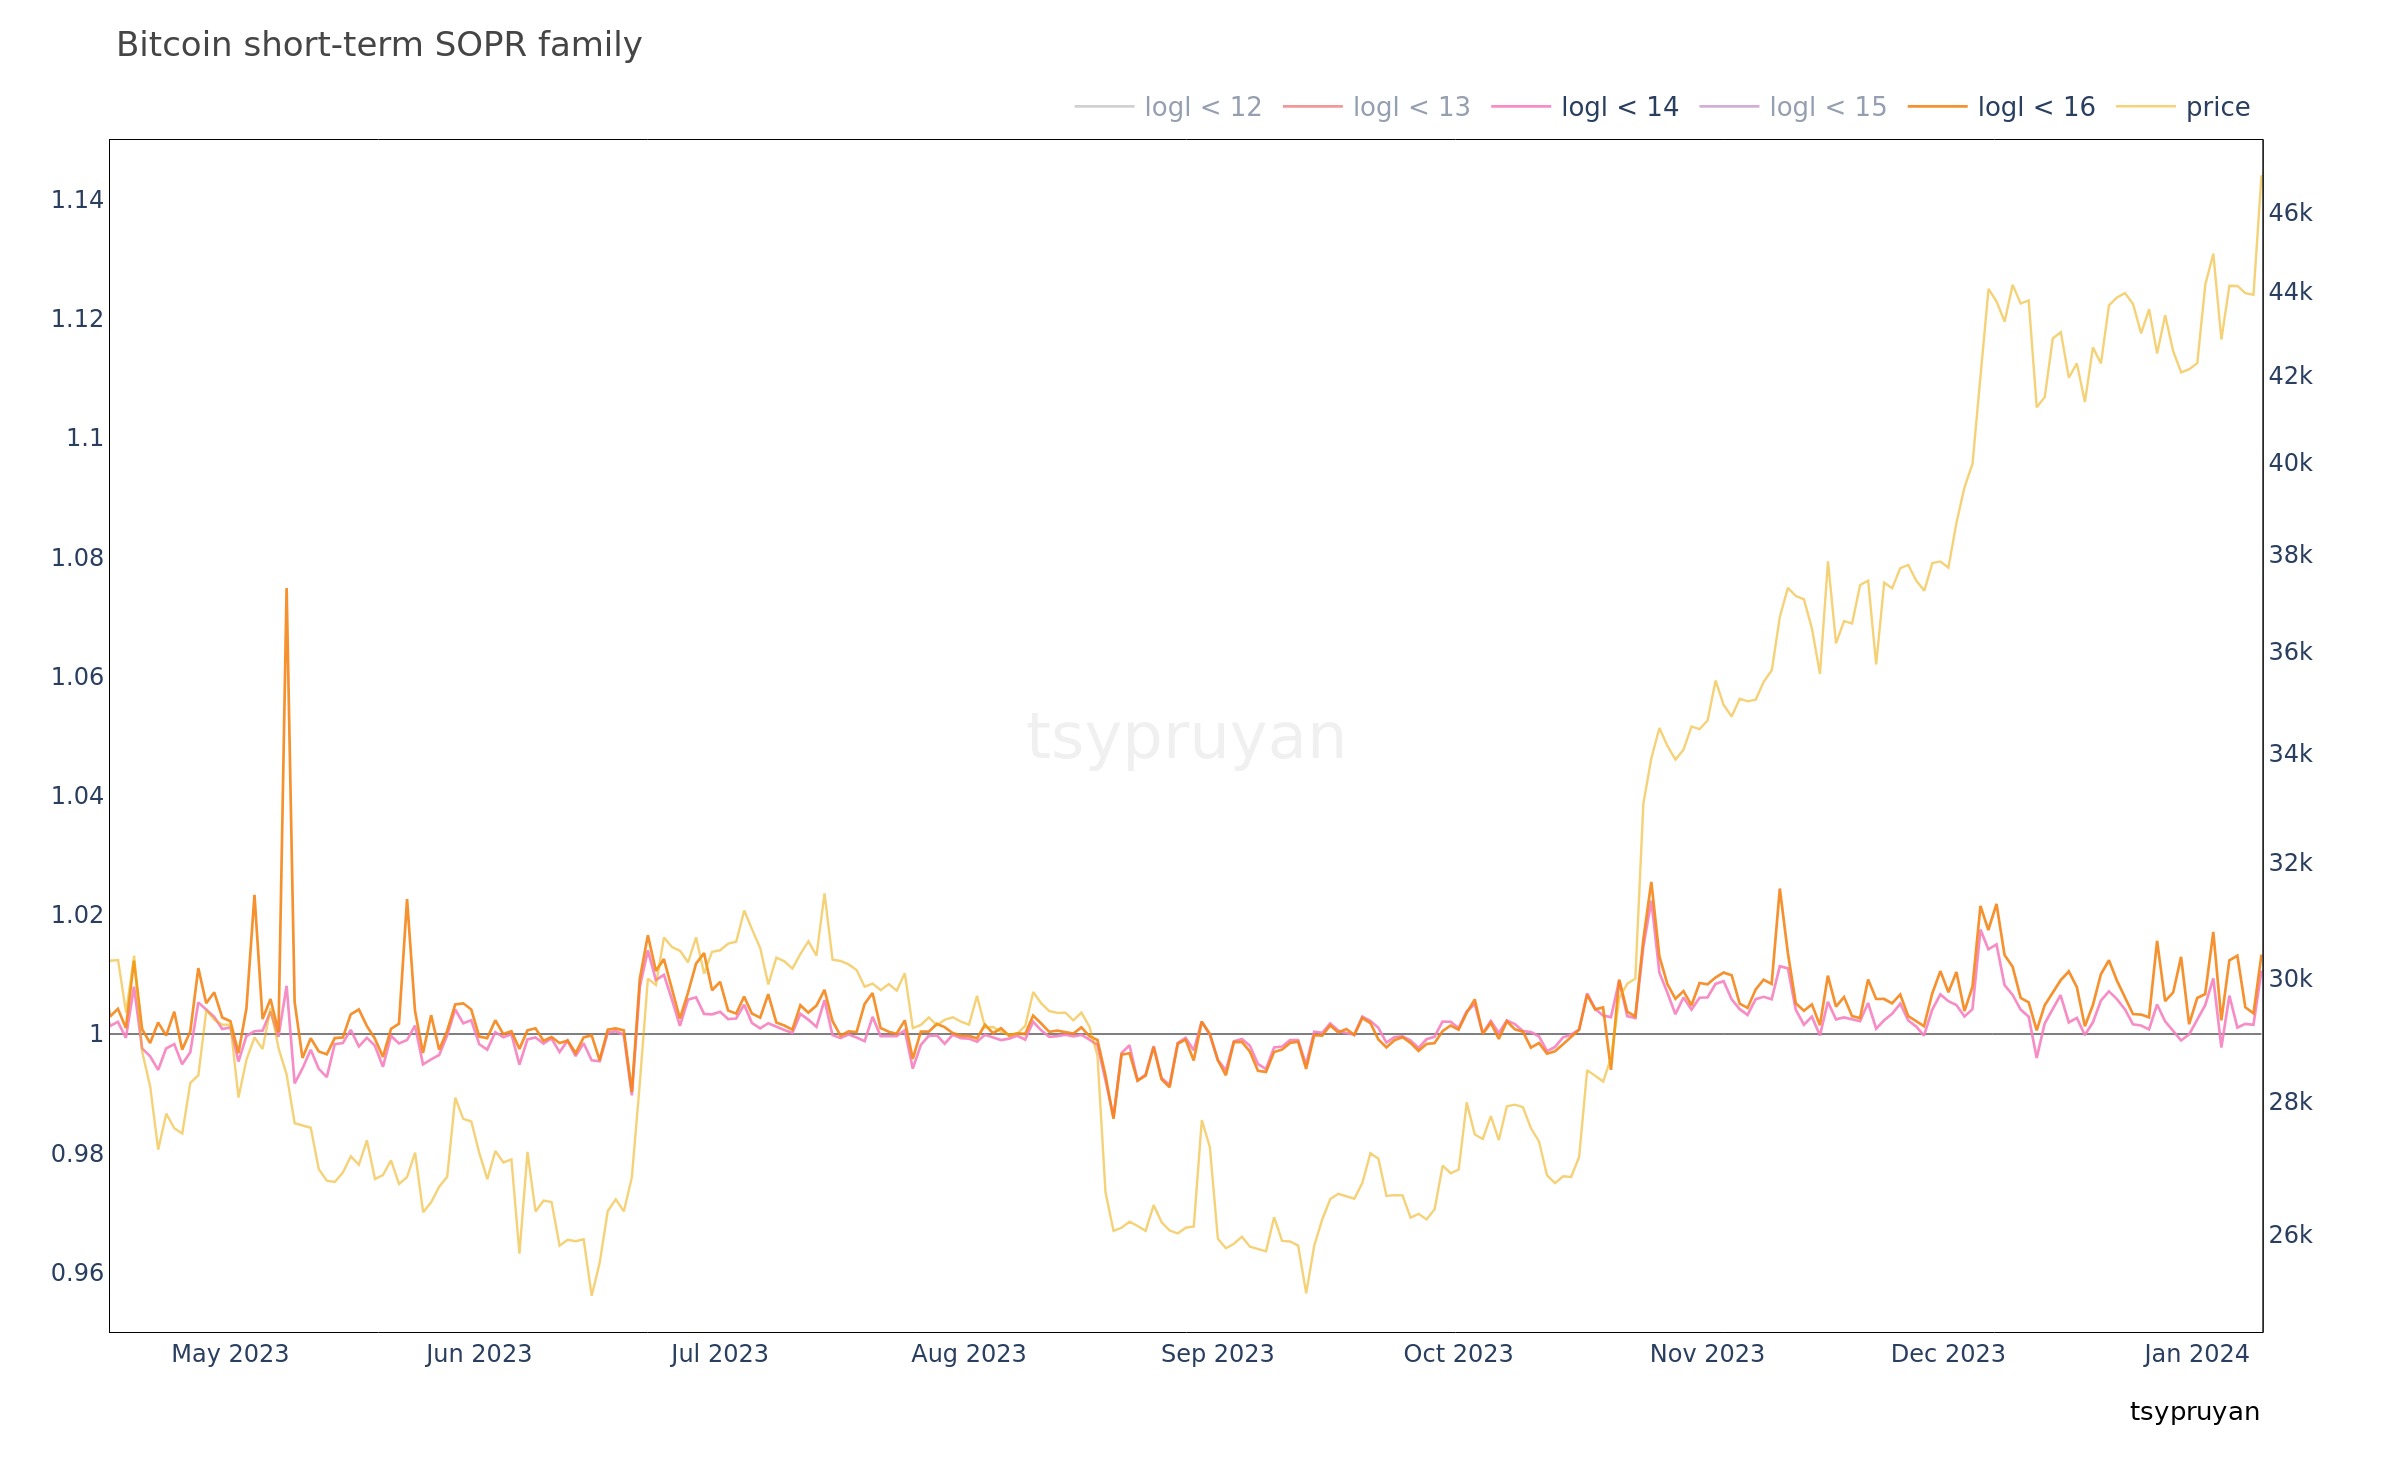 Bitcoin short-term SOPR family
logl < 12 logl < 13 logl < 14 logl < 15 logl < 16 price
1.14
1.12
1.1
1.08
1.06
1.04
1.02
1
0.98
0.96
46k
44k
42k
40k
38k
36k
34k
32k
30k
28k
26k
tsypruyan
May 2023 Jun 2023 Jul 2023 Aug 2023 Sep 2023 Oct 2023 Nov 2023 Dec 2023 Jan 2024
tsypruyan